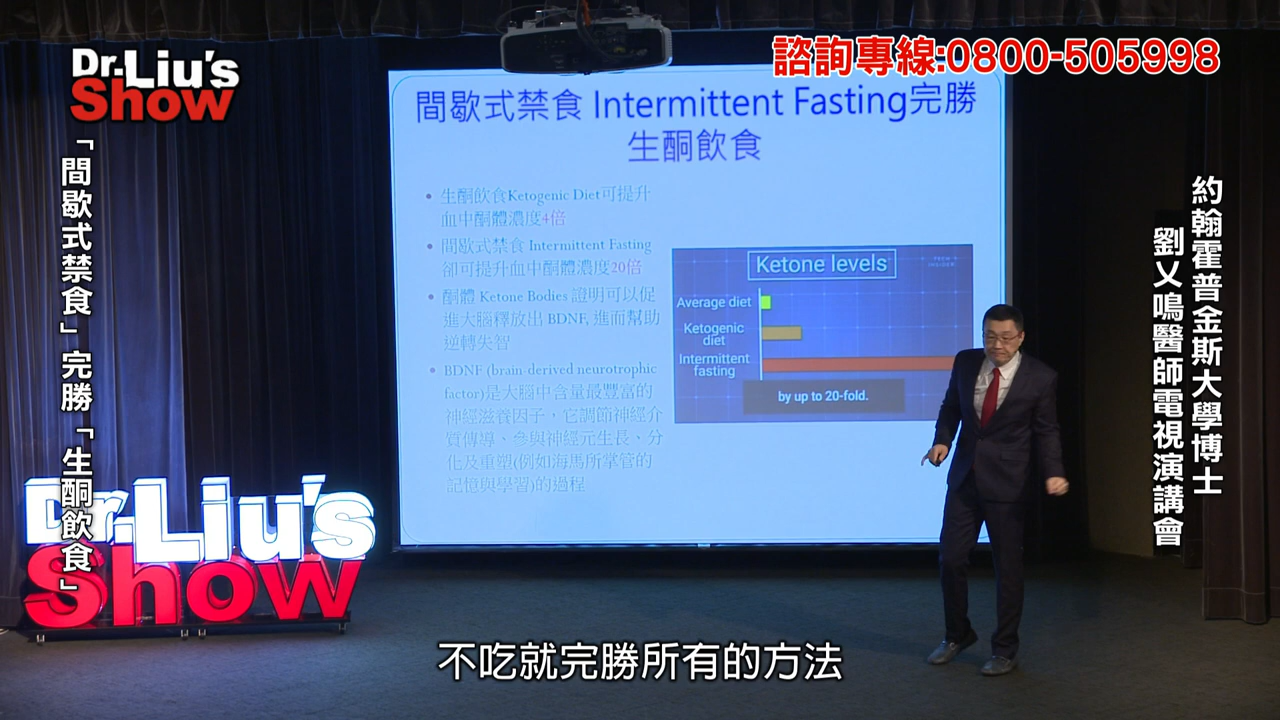 Dr.Liu's
Show
諮詢專線:0800-505998
「間歇式禁食」完勝「生酮飲食」
約翰霍普金斯大學博士
劉乂鳴醫師電視演講會
間歇式禁食 Intermittent Fasting完勝
生酮飲食
• 生酮飲食Ketogenic Diet可提升
血中酮體濃度4倍
• 間歇式禁食 Intermittent Fasting
卻可提升血中酮體濃度20倍
• 酮體 Ketone Bodies 證明可以促
進大腦釋放出 BDNF, 進而幫助
逆轉失智
• BDNF (brain-derived neurotrophic
factor)是大腦中含量最豐富的
神經滋養因子，它調節神經介
質傳導、參與神經元生長、分
化及重塑(例如海馬所掌管的
記憶與學習)的過程
Ketone levels
TECH
INSIDER
Average diet
Ketogenic
diet
Intermittent
fasting
by up to 20-fold.
Dr.Liu's
Show
不吃就完勝所有的方法